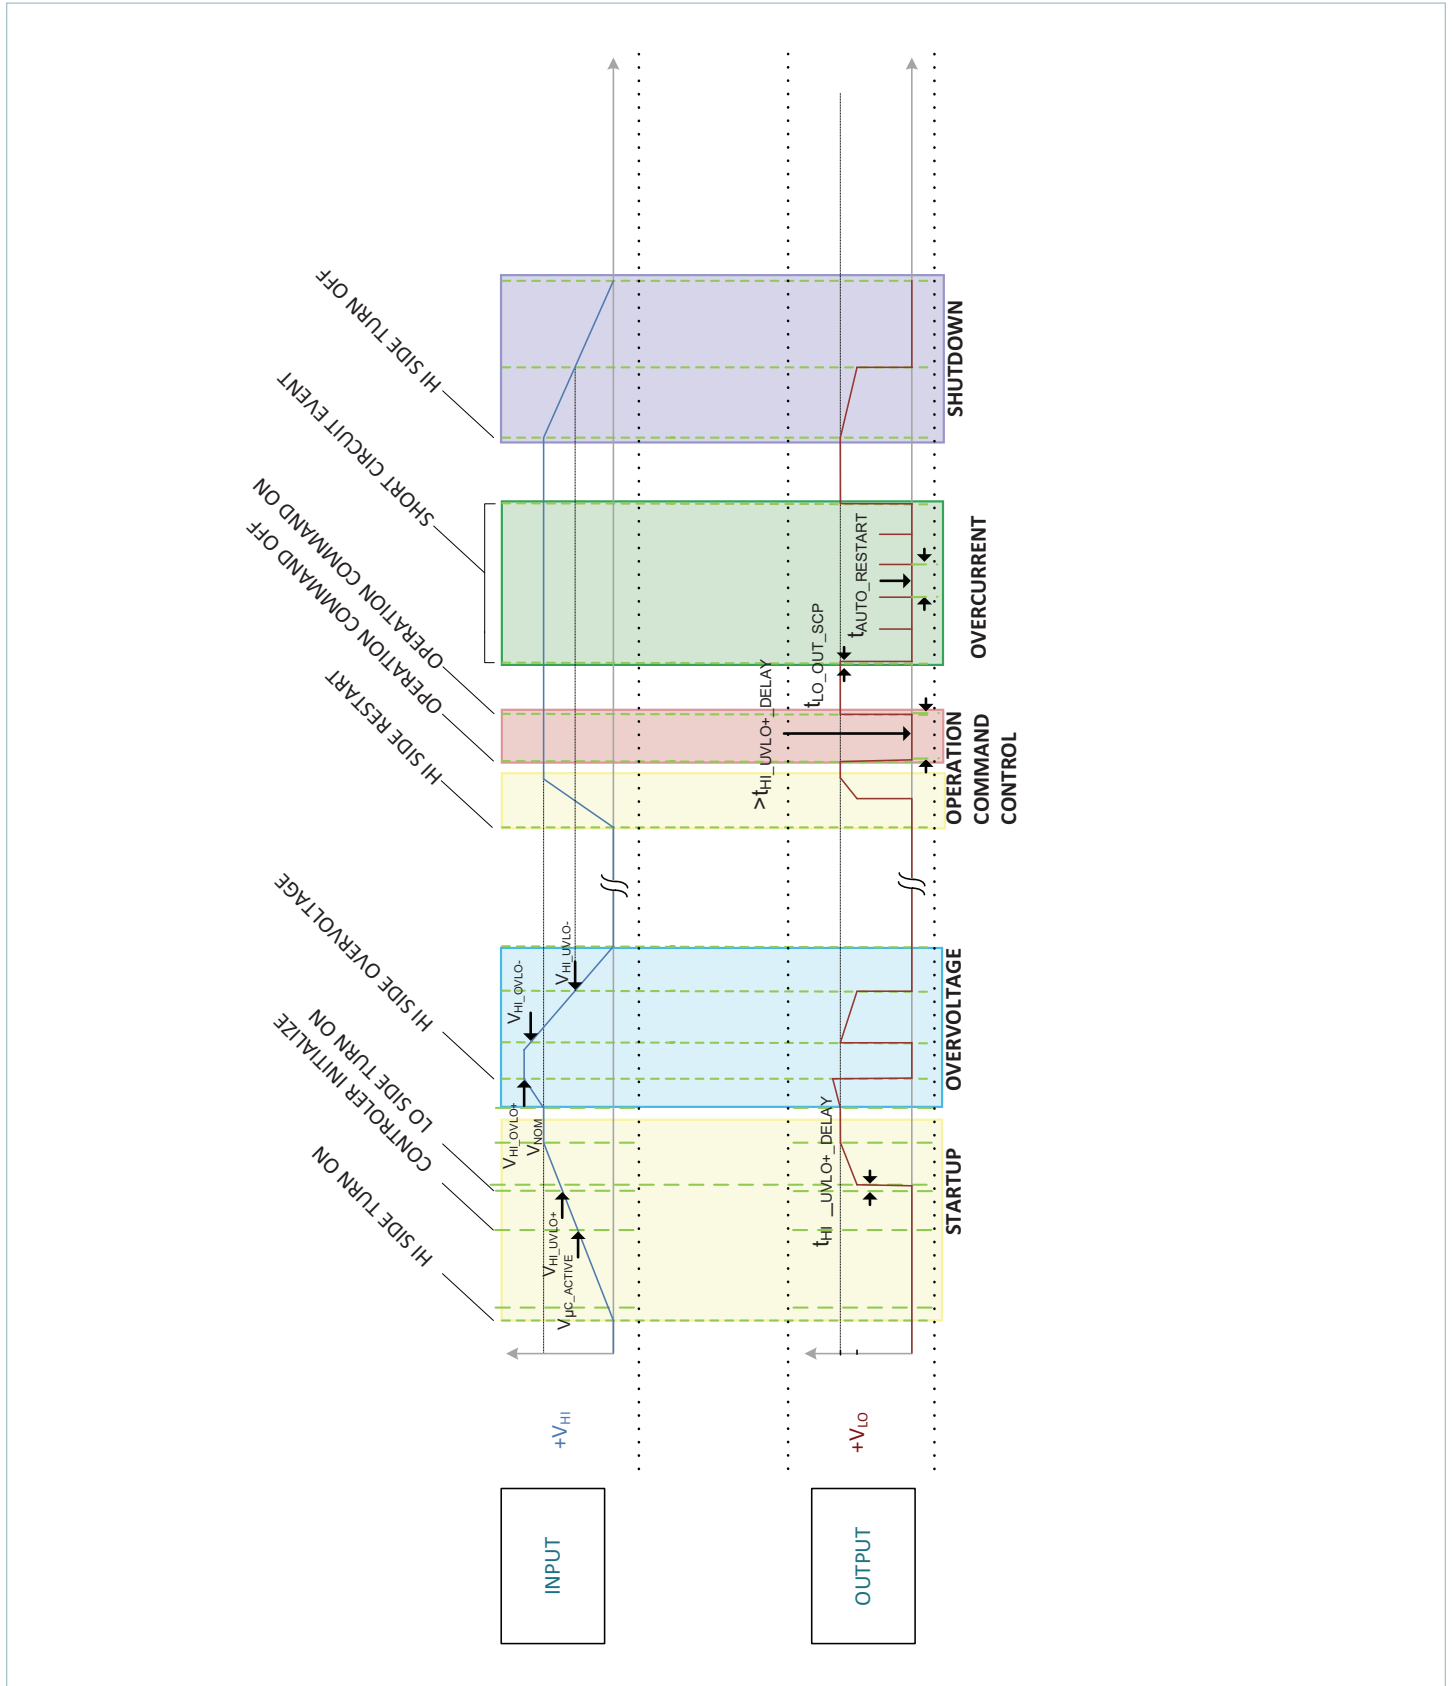 HI SIDE TURN ON
CONTROLER INITIALIZE
LO SIDE TURN ON
HI SIDE OVERVOLTAGE
HI SIDE RESTART
OPERATION COMMAND OFF
OPERATION COMMAND ON
SHORT CIRCUIT EVENT
HI SIDE TURN OFF
INPUT
+VHI
VµC_ACTIVE
VHI_UVLO+
VHI_OVLO+
VNOM
VHI_OVLO-
VHI_UVLO-
OUTPUT
+VLO
tHI _UVLO+_DELAY
>tHI_UVLO+_DELAY
tLO_OUT_SCP
tAUTO_RESTART
STARTUP
OVERVOLTAGE
OPERATION
COMMAND
CONTROL
OVERCURRENT
SHUTDOWN